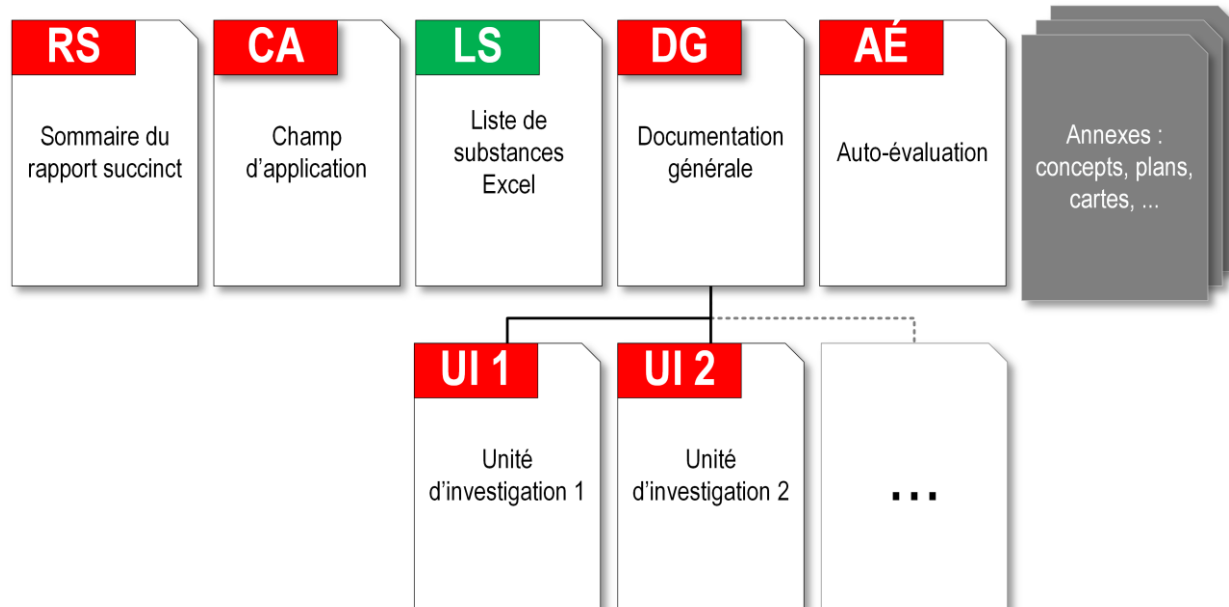 RS
Sommaire du
rapport succinct
CA
Champ
d’application
LS
Liste de
substances
Excel
DG
Documentation
générale
AÉ
Auto-évaluation
Annexes :
concepts, plans,
cartes, ...
UI 1
Unité
d’investigation 1
UI 2
Unité
d’investigation 2
...